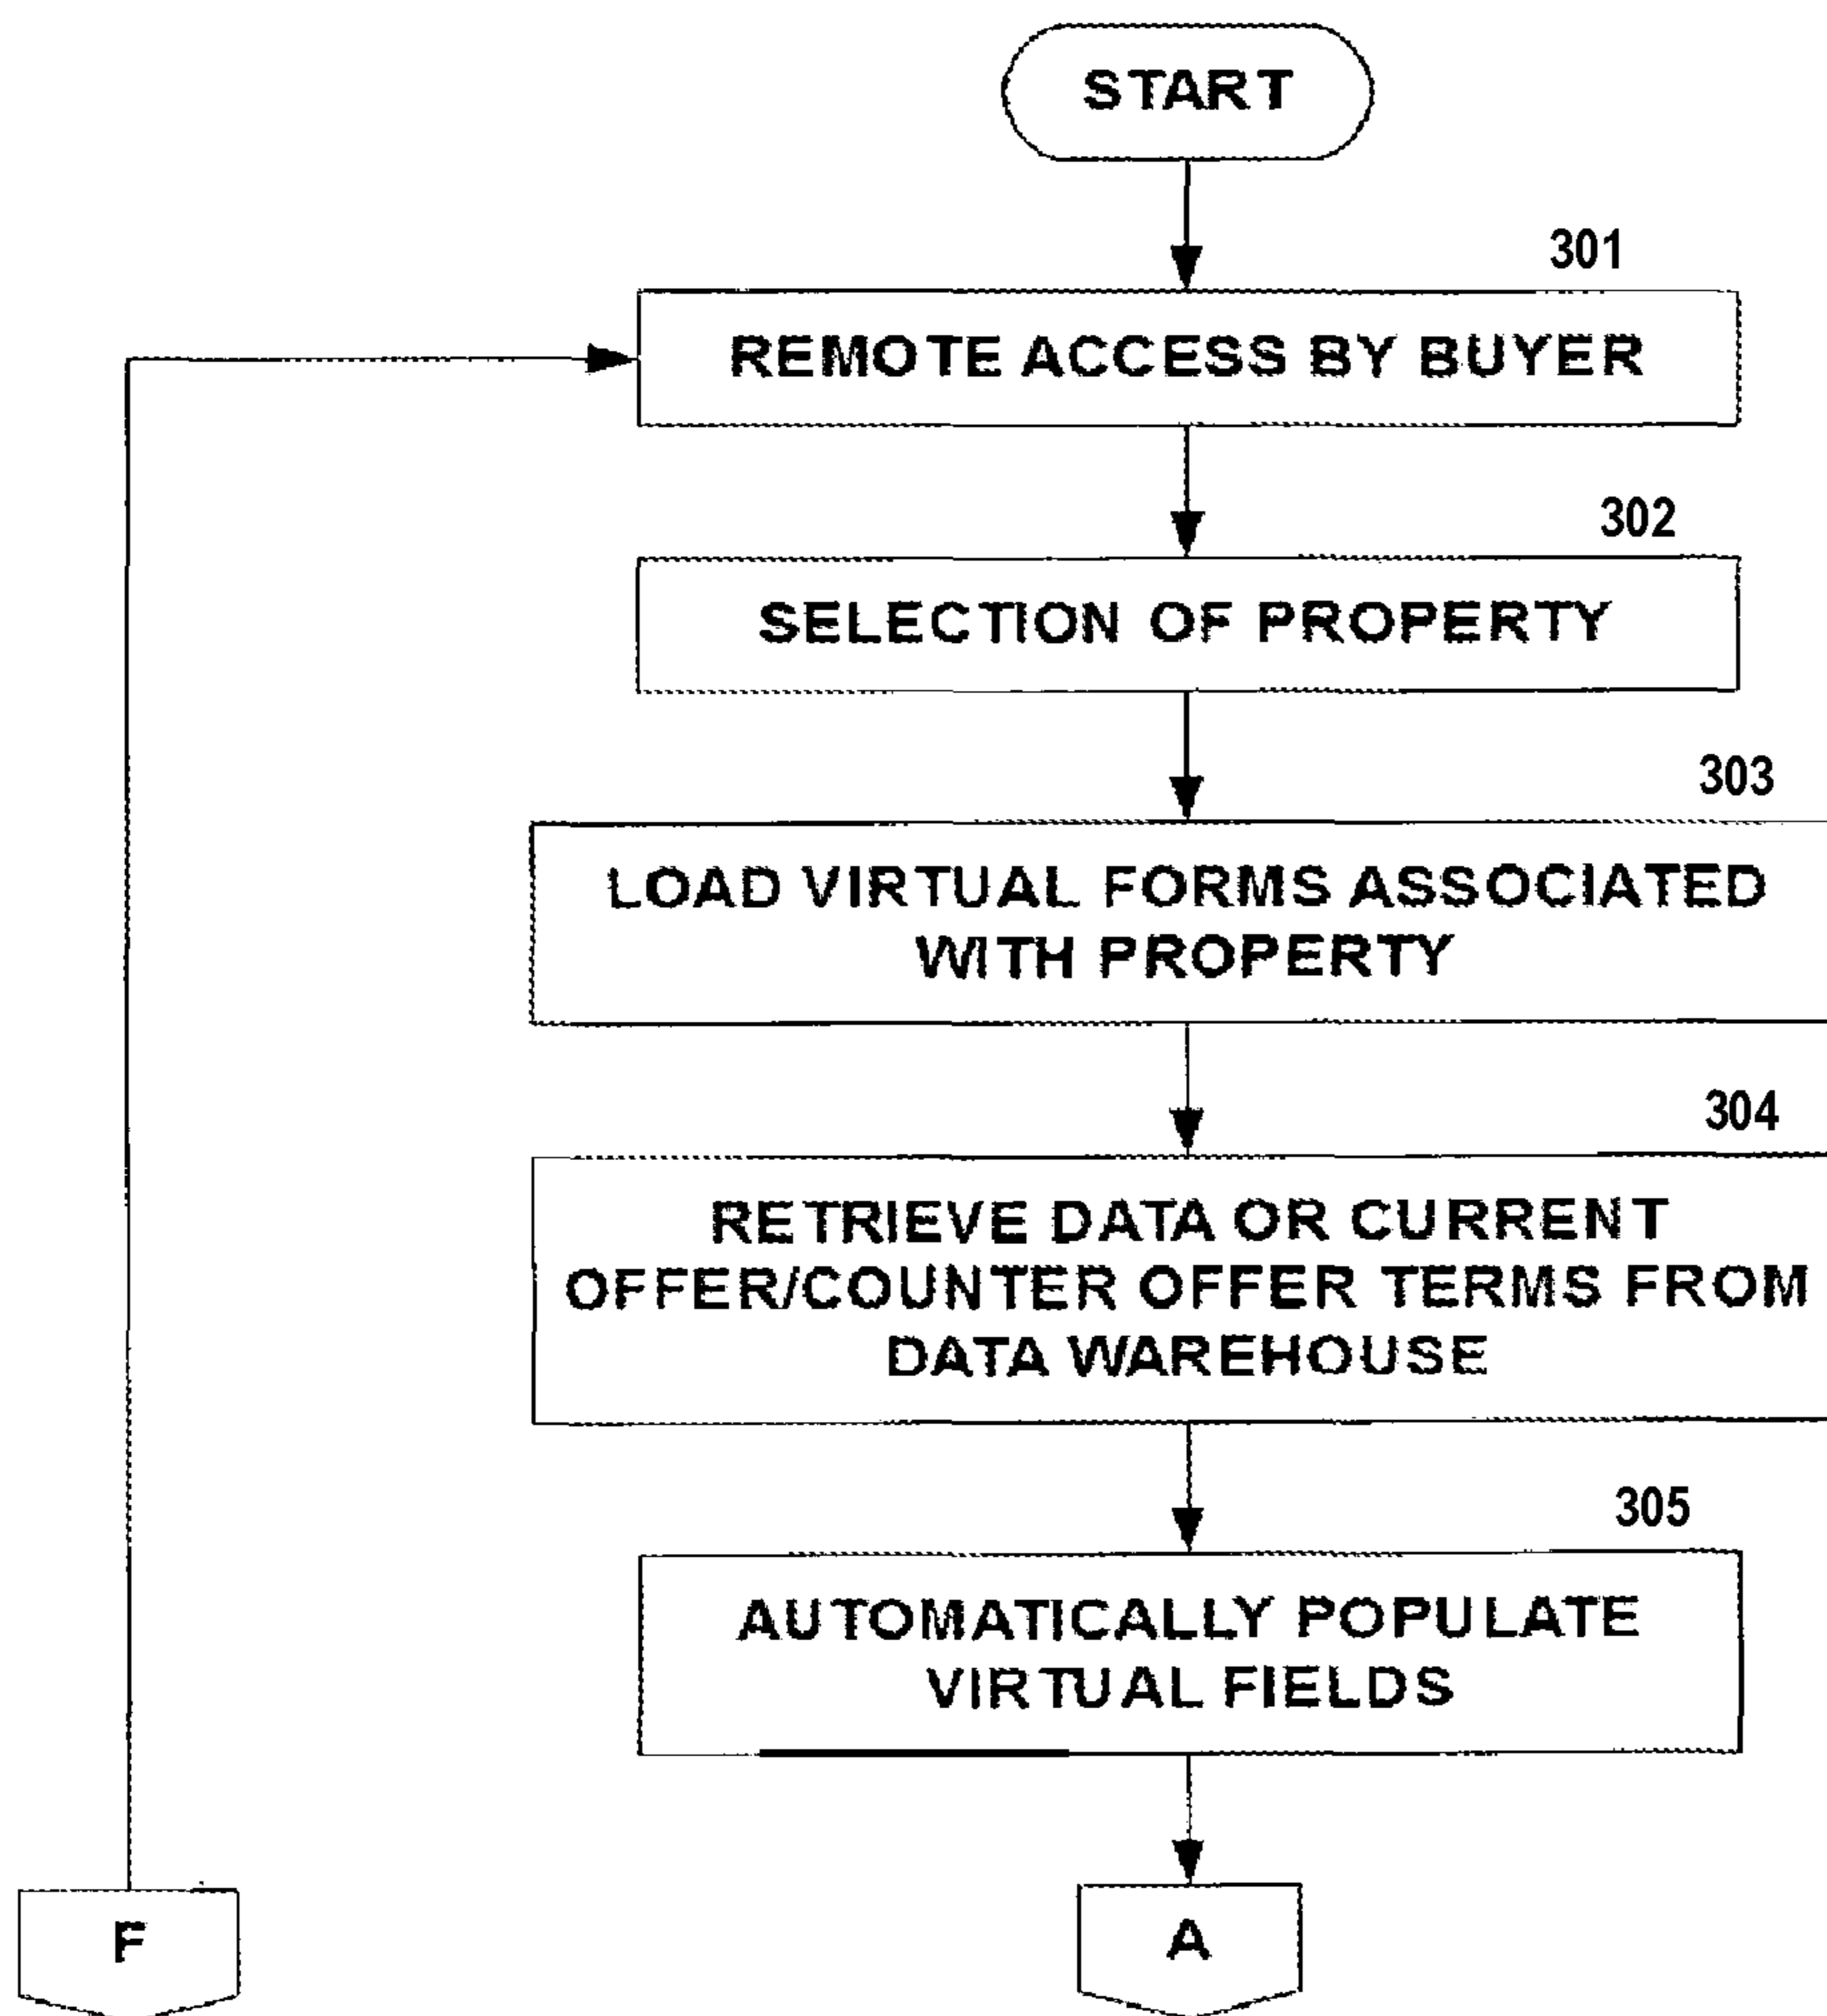 START
301
REMOTE ACCESS BY BUYER
302
SELECTION OF PROPERTY
303
LOAD VIRTUAL FORMS ASSOCIATED
WITH PROPERTY
304
RETRIEVE DATA OR CURRENT
OFFER/COUNTER OFFER TERMS FROM
DATA WAREHOUSE
305
AUTOMATICALLY POPULATE
VIRTUAL FIELDS
F
A